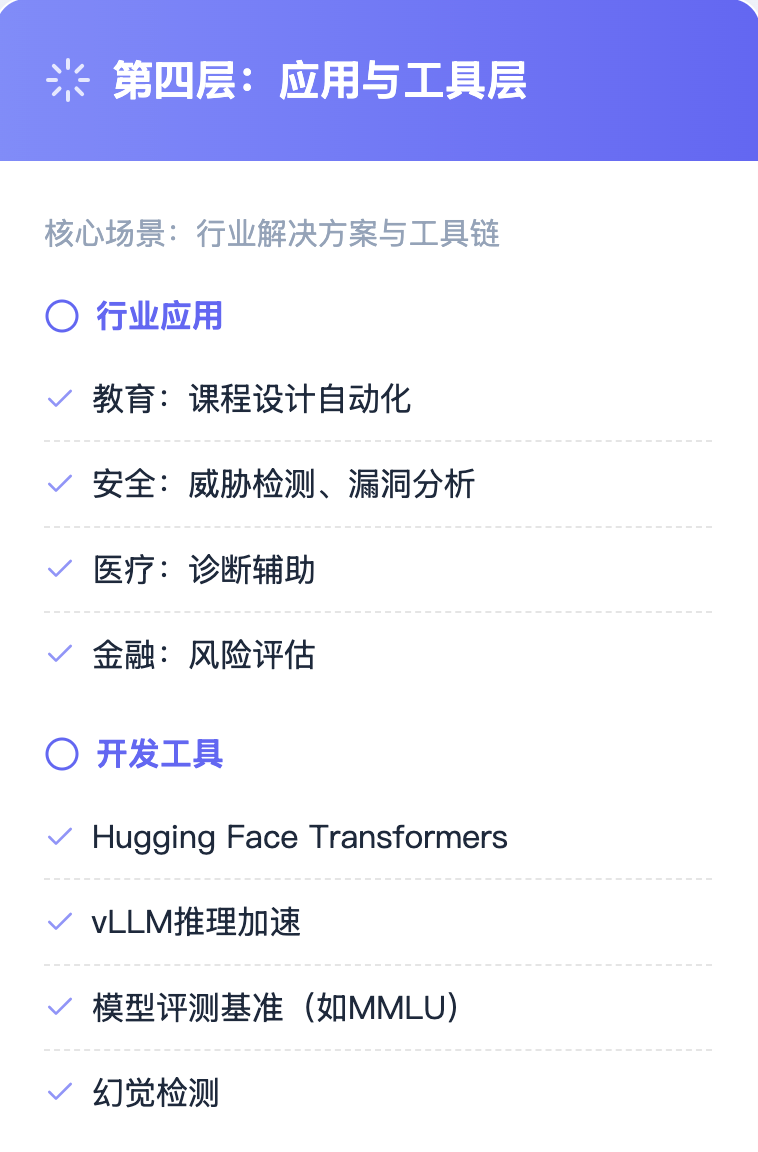 第四层：应用与工具层
核心场景：行业解决方案与工具链
行业应用
教育：课程设计自动化
安全：威胁检测、漏洞分析
医疗：诊断辅助
金融：风险评估
开发工具
Hugging Face Transformers
vLLM推理加速
模型评测基准（如MMLU）
幻觉检测